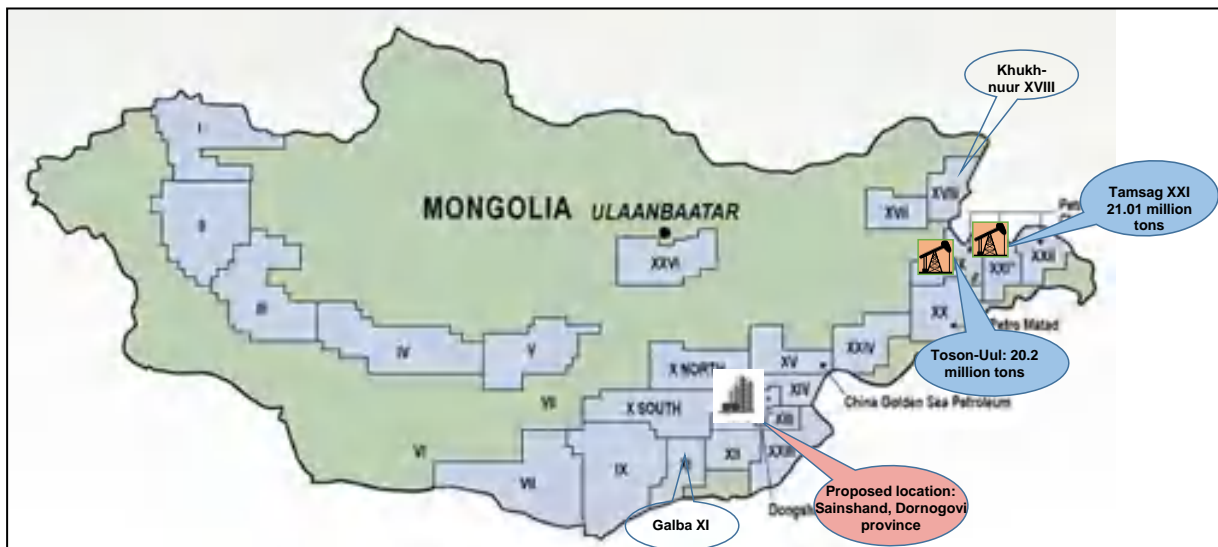 Khukh-
nuur XVIII
I
XVIII
XVII
Tamsag XXI
21.01 million
tons
MONGOLIA ULAANBAATAR
XXVI
II
XXI
XXII
III
XX
Petro Matad
IV
V
XXIV
XV
X NORTH
Toson-Uul: 20.2
million tons
XIV
China Golden Sea Petroleum
VII
X SOUTH
XIII
VI
IX
XI
XII
XXIII
VII
Proposed location:
Sainshand, Dornogovi
province
Galba XI